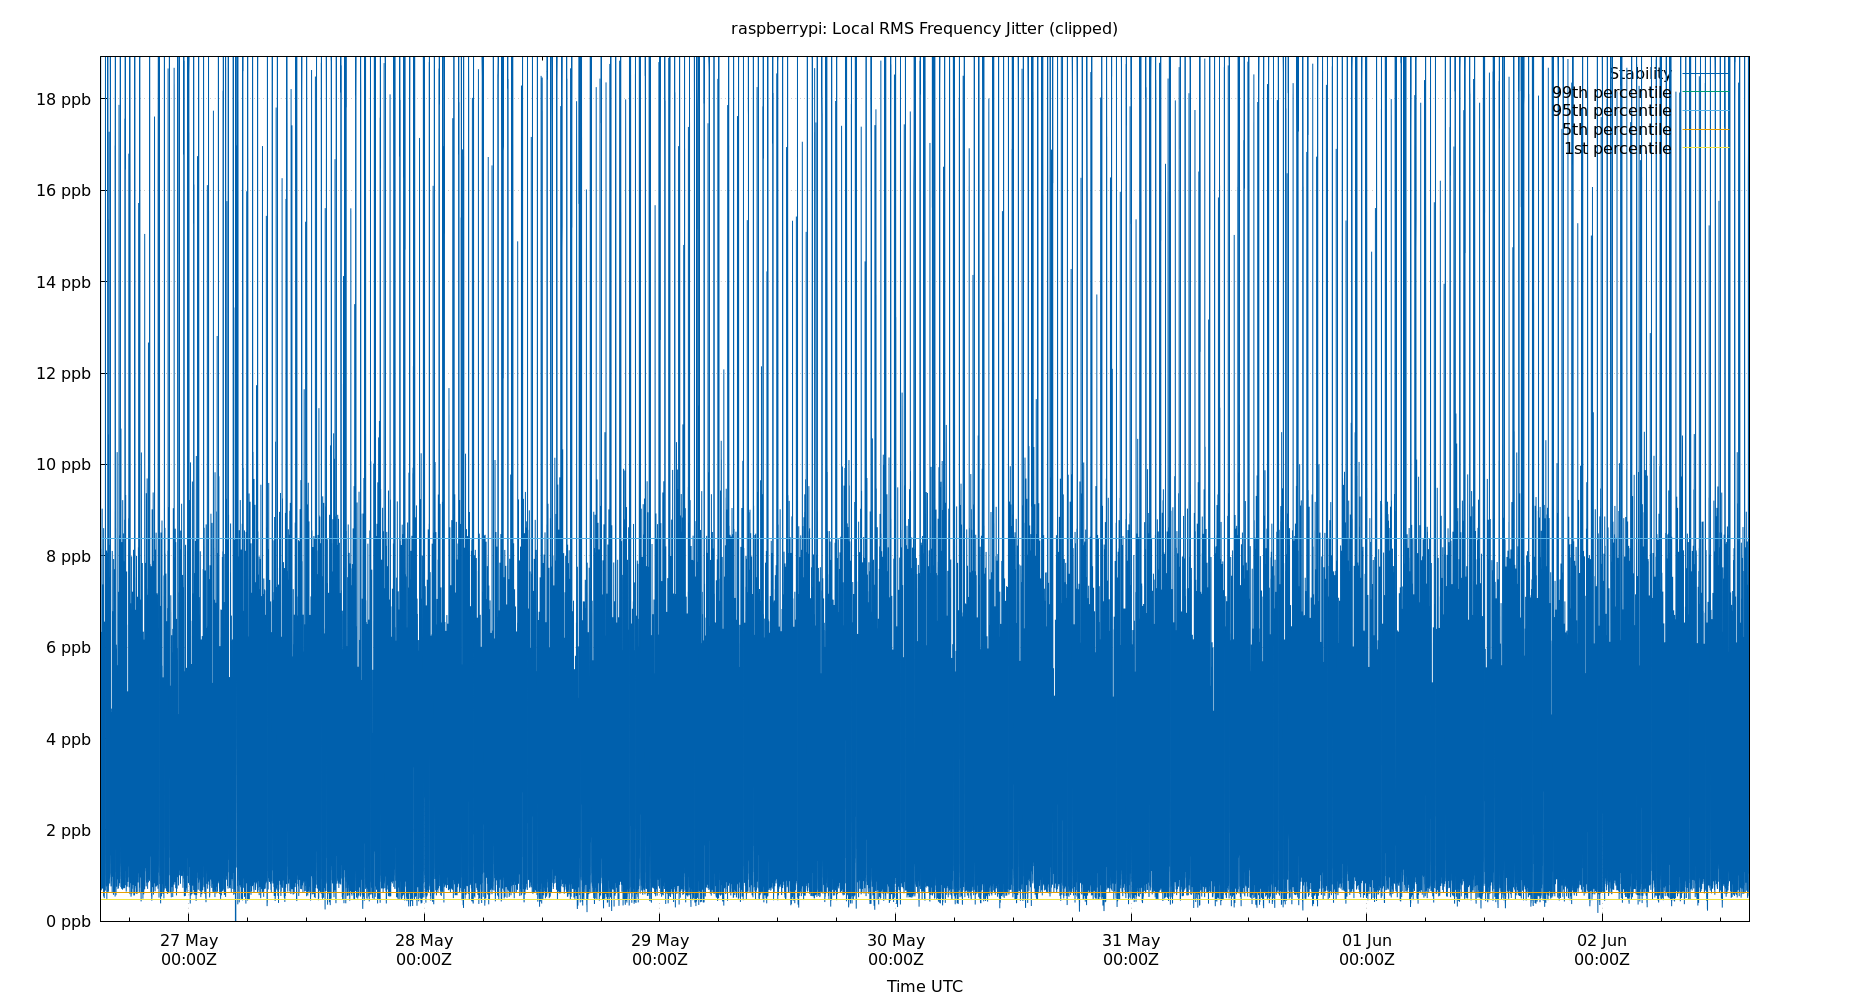 raspberrypi: Local RMS Frequency Jitter (clipped)
Stability
99th percentile
95th percentile
5th percentile
1st percentile
18 ppb
16 ppb
14 ppb
12 ppb
10 ppb
8 ppb
6 ppb
4 ppb
2 ppb
0 ppb
27 May 28 May 29 May 30 May 31 May 01 Jun 02 Jun
00:00Z 00:00Z 00:00Z 00:00Z 00:00Z 00:00Z 00:00Z
Time UTC